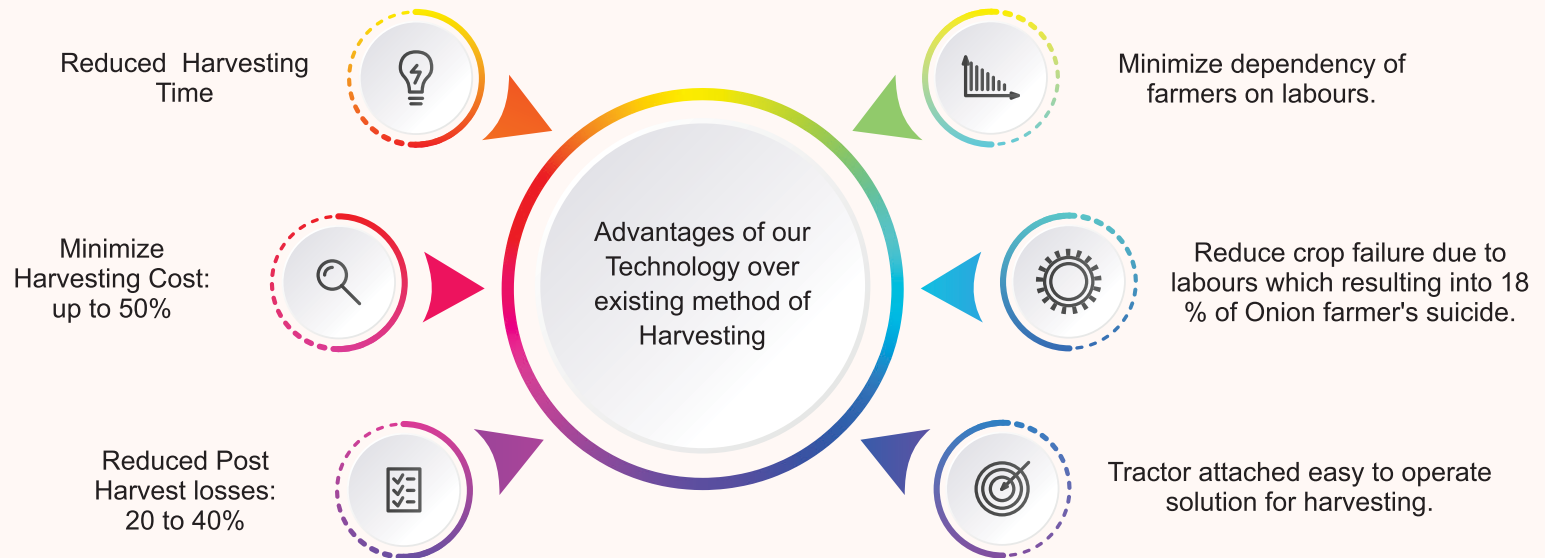 Reduced Harvesting
Time
Minimize
Harvesting Cost:
up to 50%
Reduced Post
Harvest losses:
20 to 40%
Advantages of our
Technology over
existing method of
Harvesting
Minimize dependency of
farmers on labours.
Reduce crop failure due to
labours which resulting into 18
% of Onion farmer's suicide.
Tractor attached easy to operate
solution for harvesting.